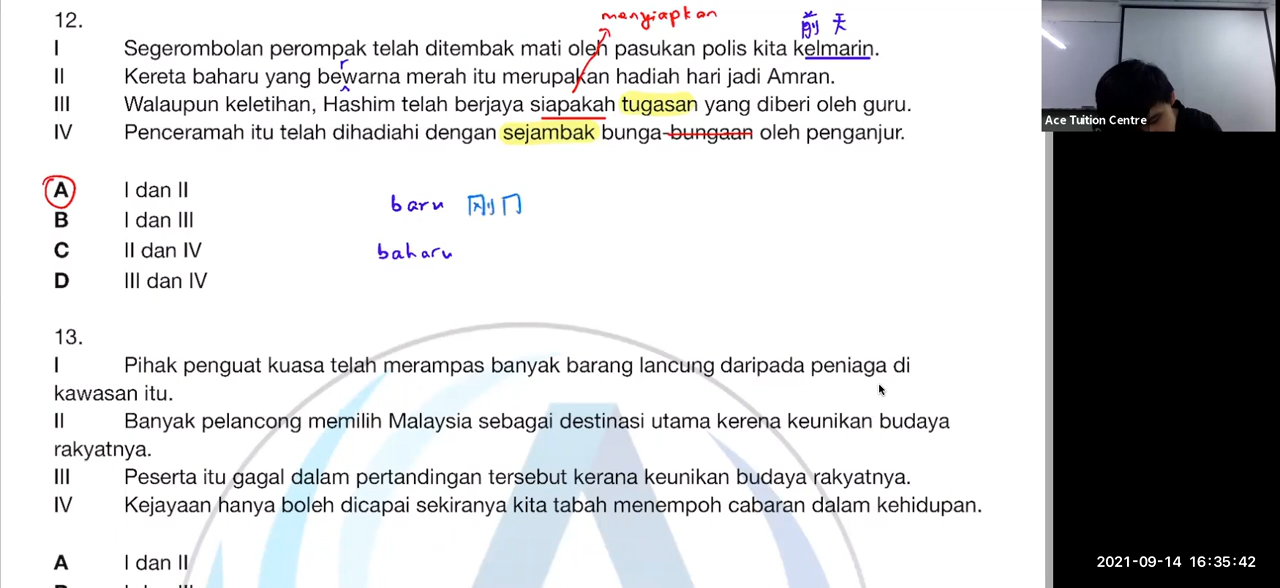 12.
menyiapkan
前天
I Segerombolan perompak telah ditembak mati oleh pasukan polis kita kelmarin.
r
II Kereta baharu yang bewarna merah itu merupakan hadiah hari jadi Amran.
III Walaupun keletihan, Hashim telah berjaya siapakah tugasan yang diberi oleh guru.
IV Penceramah itu telah dihadiahi dengan sejambak bunga-bungaan oleh penganjur.
A I dan II
B I dan III
baru 刚门
C II dan IV
baharu
D III dan IV
13.
I Pihak penguat kuasa telah merampas banyak barang lancung daripada peniaga di
kawasan itu.
II Banyak pelancong memilih Malaysia sebagai destinasi utama kerena keunikan budaya
rakyatnya.
III Peserta itu gagal dalam pertandingan tersebut kerana keunikan budaya rakyatnya.
IV Kejayaan hanya boleh dicapai sekiranya kita tabah menempoh cabaran dalam kehidupan.
A I dan II
Ace Tuition Centre
2021-09-14 16:35:42